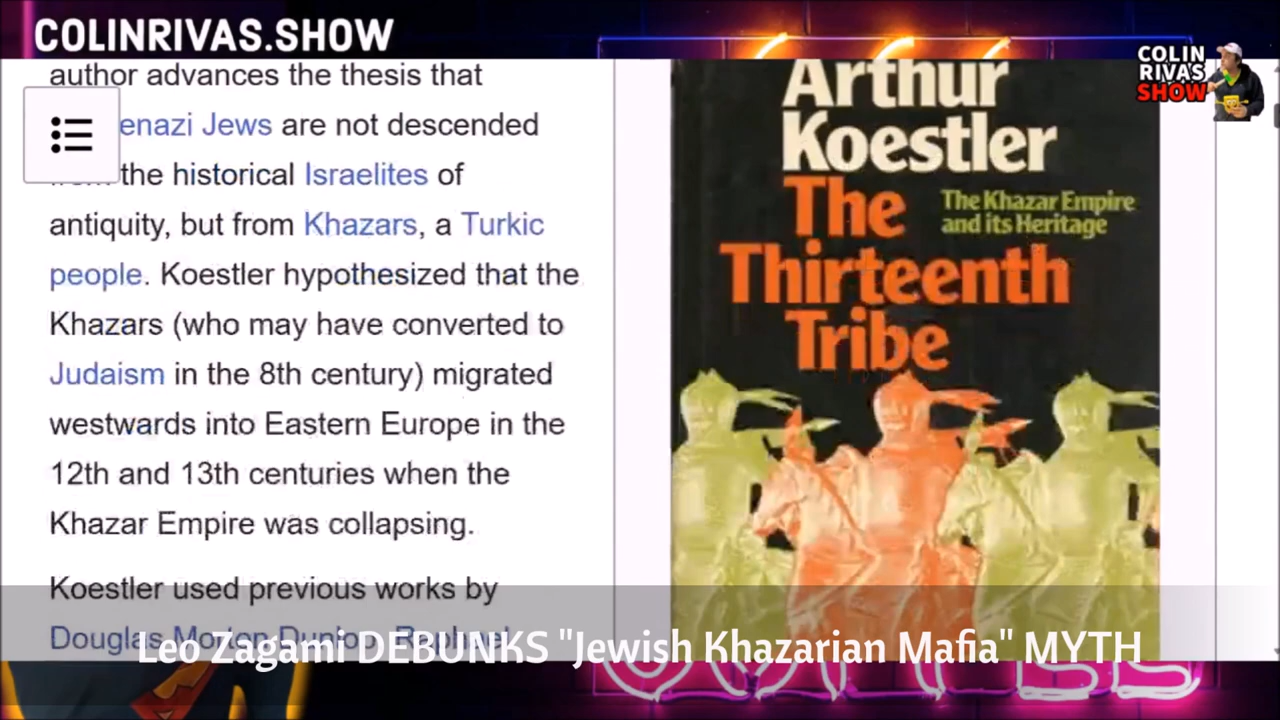 COLINRIVAS.SHOW
author advances the thesis that
enazi Jews are not descended
the historical Israelites of
antiquity, but from Khazars, a Turkic
people. Koestler hypothesized that the
Khazars (who may have converted to
Judaism in the 8th century) migrated
westwards into Eastern Europe in the
12th and 13th centuries when the
Khazar Empire was collapsing.
Koestler used previous works by
Douglas Morton Dunlop, Raphael
Arthur
Koestler
The
Thirteenth
Tribe
The Khazar Empire
and its Heritage
COLIN
RIVAS
SHOW
Leo Zagami DEBUNKS "Jewish Khazarian Mafia" MYTH